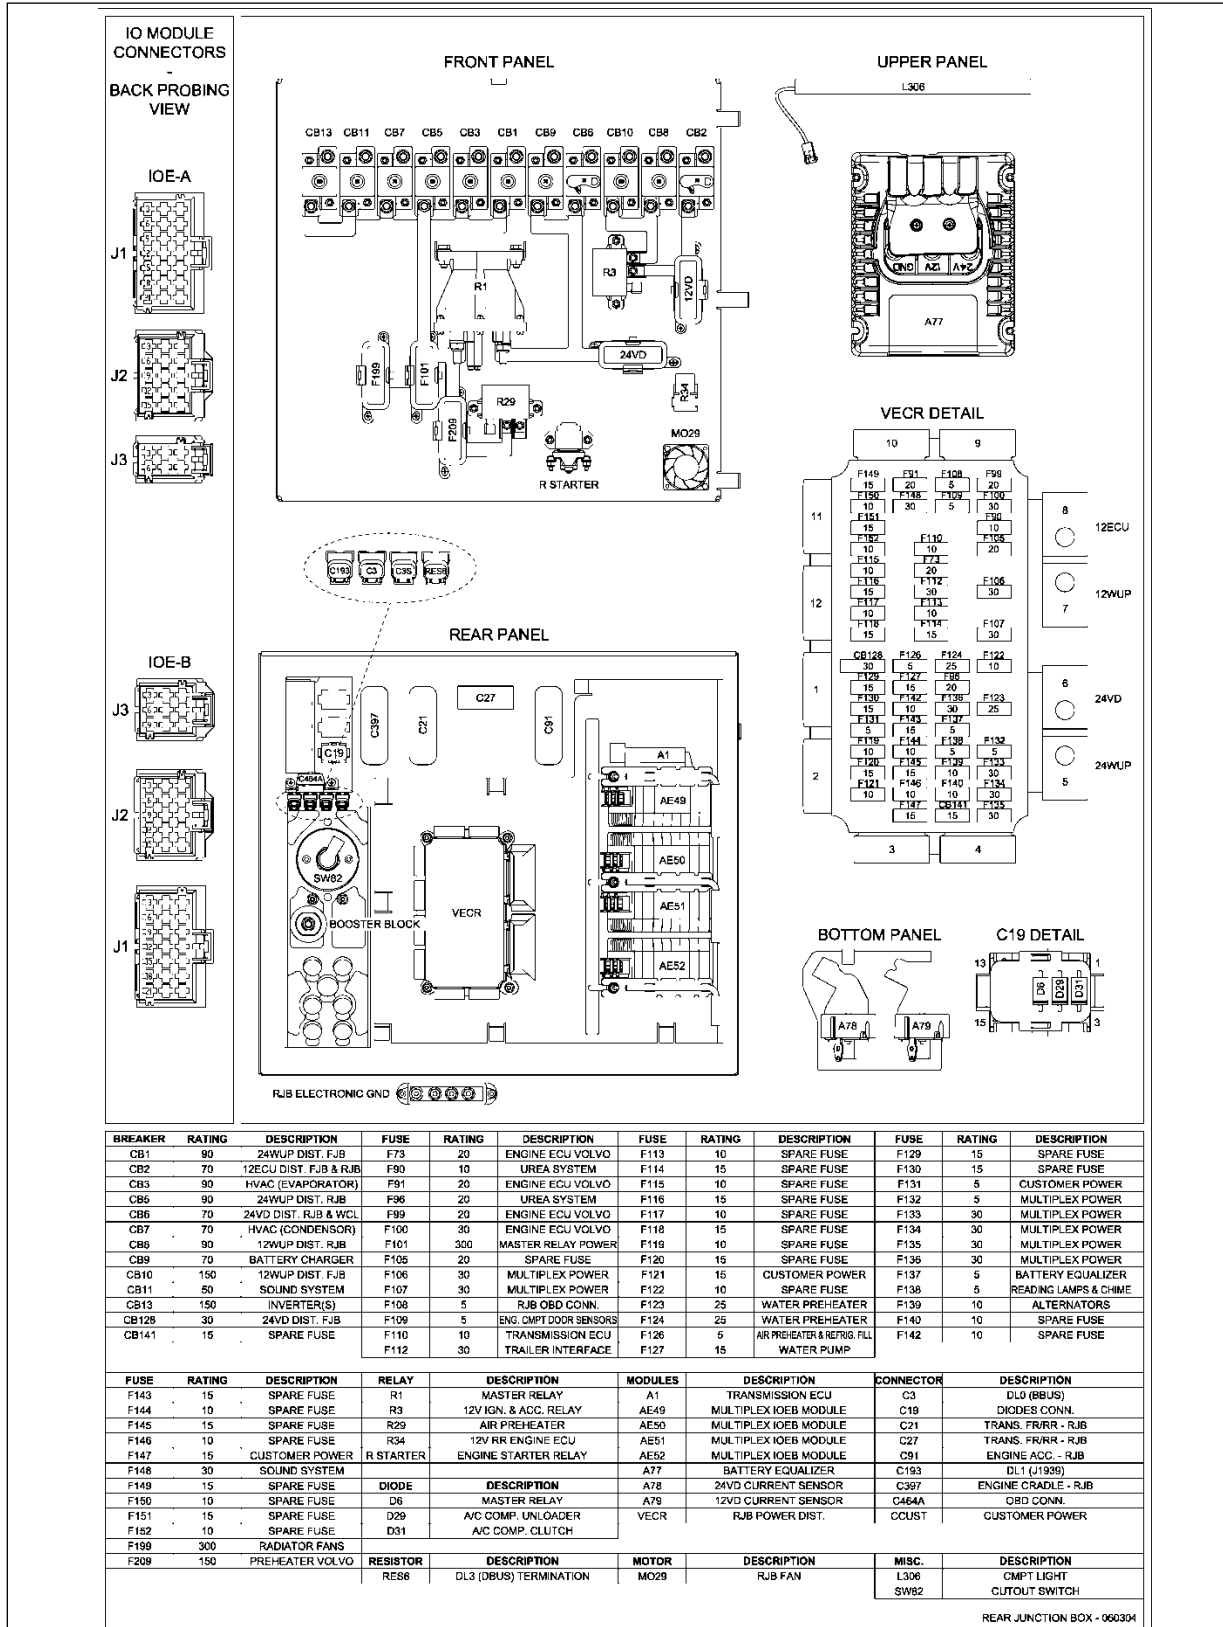 IO MODULE
CONNECTORS
-
BACK PROBING
VIEW
IOE-A
J1
J2
J3
IOE-B
J3
J2
J1
FRONT PANEL
CB13 CB11 CB7 CB5 CB3 CB1 CB9 CB6 CB10 CB8 CB2
R1
R3
12VD
24VD
F199
F101
F209
R29
R34
R STARTER
MO29
C193 C3 C3S RES6
UPPER PANEL
L306
GND 12V 24V
A77
REAR PANEL
C397
C21
C27
C91
C19
C464A
SW82
BOOSTER BLOCK
VECR
A1
AE49
AE50
AE51
AE52
RJB ELECTRONIC GND
VECR DETAIL
10 9
11
12
1
2
3 4
8 12ECU
7 12WUP
6 24VD
5 24WUP
F149 F91 F108 F99
15 20 5 20
F150 F148 F109 F100
10 30 5 30
F151 F90
15 10
F152 F110 F105
10 10 20
F115 F73
10 20
F116 F112 F106
15 30 30
F117 F113
10 10
F118 F114 F107
15 15 30
CB128 F126 F124 F122
30 5 25 10
F129 F127 F96
15 15 20
F130 F142 F136 F123
15 10 30 25
F131 F143 F137
5 15 5
F119 F144 F138 F132
10 10 5 5
F120 F145 F139 F133
15 15 10 30
F121 F146 F140 F134
10 10 10 30
F147 CB141 F135
15 15 30
BOTTOM PANEL
A78 A79
C19 DETAIL
13 1
D6 D29 D31
15 3
BREAKER RATING DESCRIPTION FUSE RATING DESCRIPTION FUSE RATING DESCRIPTION FUSE RATING DESCRIPTION
CB1 90 24WUP DIST. FJB F73 20 ENGINE ECU VOLVO F113 10 SPARE FUSE F129 15 SPARE FUSE
CB2 70 12ECU DIST. FJB & RJB F90 10 UREA SYSTEM F114 15 SPARE FUSE F130 15 SPARE FUSE
CB3 90 HVAC (EVAPORATOR) F91 20 ENGINE ECU VOLVO F115 10 SPARE FUSE F131 5 CUSTOMER POWER
CB5 90 24WUP DIST. RJB F96 20 UREA SYSTEM F116 15 SPARE FUSE F132 5 MULTIPLEX POWER
CB6 70 24VD DIST. RJB & WCL F99 20 ENGINE ECU VOLVO F117 10 SPARE FUSE F133 30 MULTIPLEX POWER
CB7 70 HVAC (CONDENSOR) F100 30 ENGINE ECU VOLVO F118 15 SPARE FUSE F134 30 MULTIPLEX POWER
CB8 90 12WUP DIST. RJB F101 300 MASTER RELAY POWER F119 10 SPARE FUSE F135 30 MULTIPLEX POWER
CB9 70 BATTERY CHARGER F105 20 SPARE FUSE F120 15 SPARE FUSE F136 30 MULTIPLEX POWER
CB10 150 12WUP DIST. FJB F106 30 MULTIPLEX POWER F121 15 CUSTOMER POWER F137 5 BATTERY EQUALIZER
CB11 50 SOUND SYSTEM F107 30 MULTIPLEX POWER F122 10 SPARE FUSE F138 5 READING LAMPS & CHIME
CB13 150 INVERTER(S) F108 5 RJB OBD CONN. F123 25 WATER PREHEATER F139 10 ALTERNATORS
CB128 30 24VD DIST. FJB F109 5 ENG. CMPT DOOR SENSORS F124 25 WATER PREHEATER F140 10 SPARE FUSE
CB141 15 SPARE FUSE F110 10 TRANSMISSION ECU F126 5 AIR PREHEATER & REFRIG. FILL F142 10 SPARE FUSE
F112 30 TRAILER INTERFACE F127 15 WATER PUMP
FUSE RATING DESCRIPTION RELAY DESCRIPTION MODULES DESCRIPTION CONNECTOR DESCRIPTION
F143 15 SPARE FUSE R1 MASTER RELAY A1 TRANSMISSION ECU C3 DL0 (BBUS)
F144 10 SPARE FUSE R3 12V IGN. & ACC. RELAY AE49 MULTIPLEX IOEB MODULE C19 DIODES CONN.
F145 15 SPARE FUSE R29 AIR PREHEATER AE50 MULTIPLEX IOEB MODULE C21 TRANS. FR/RR - RJB
F146 10 SPARE FUSE R34 12V RR ENGINE ECU AE51 MULTIPLEX IOEB MODULE C27 TRANS. FR/RR - RJB
F147 15 CUSTOMER POWER R STARTER ENGINE STARTER RELAY AE52 MULTIPLEX IOEB MODULE C91 ENGINE ACC. - RJB
F148 30 SOUND SYSTEM A77 BATTERY EQUALIZER C193 DL1 (J1939)
F149 15 SPARE FUSE DIODE DESCRIPTION A78 24VD CURRENT SENSOR C397 ENGINE CRADLE - RJB
F150 10 SPARE FUSE D6 MASTER RELAY A79 12VD CURRENT SENSOR C464A OBD CONN.
F151 15 SPARE FUSE D29 A/C COMP. UNLOADER VECR RJB POWER DIST. CCUST CUSTOMER POWER
F152 10 SPARE FUSE D31 A/C COMP. CLUTCH
F199 300 RADIATOR FANS
F209 150 PREHEATER VOLVO RESISTOR DESCRIPTION MOTOR DESCRIPTION MISC. DESCRIPTION
RES6 DL3 (DBUS) TERMINATION MO29 RJB FAN L306 CMPT LIGHT
SW82 CUTOUT SWITCH
REAR JUNCTION BOX - 060304